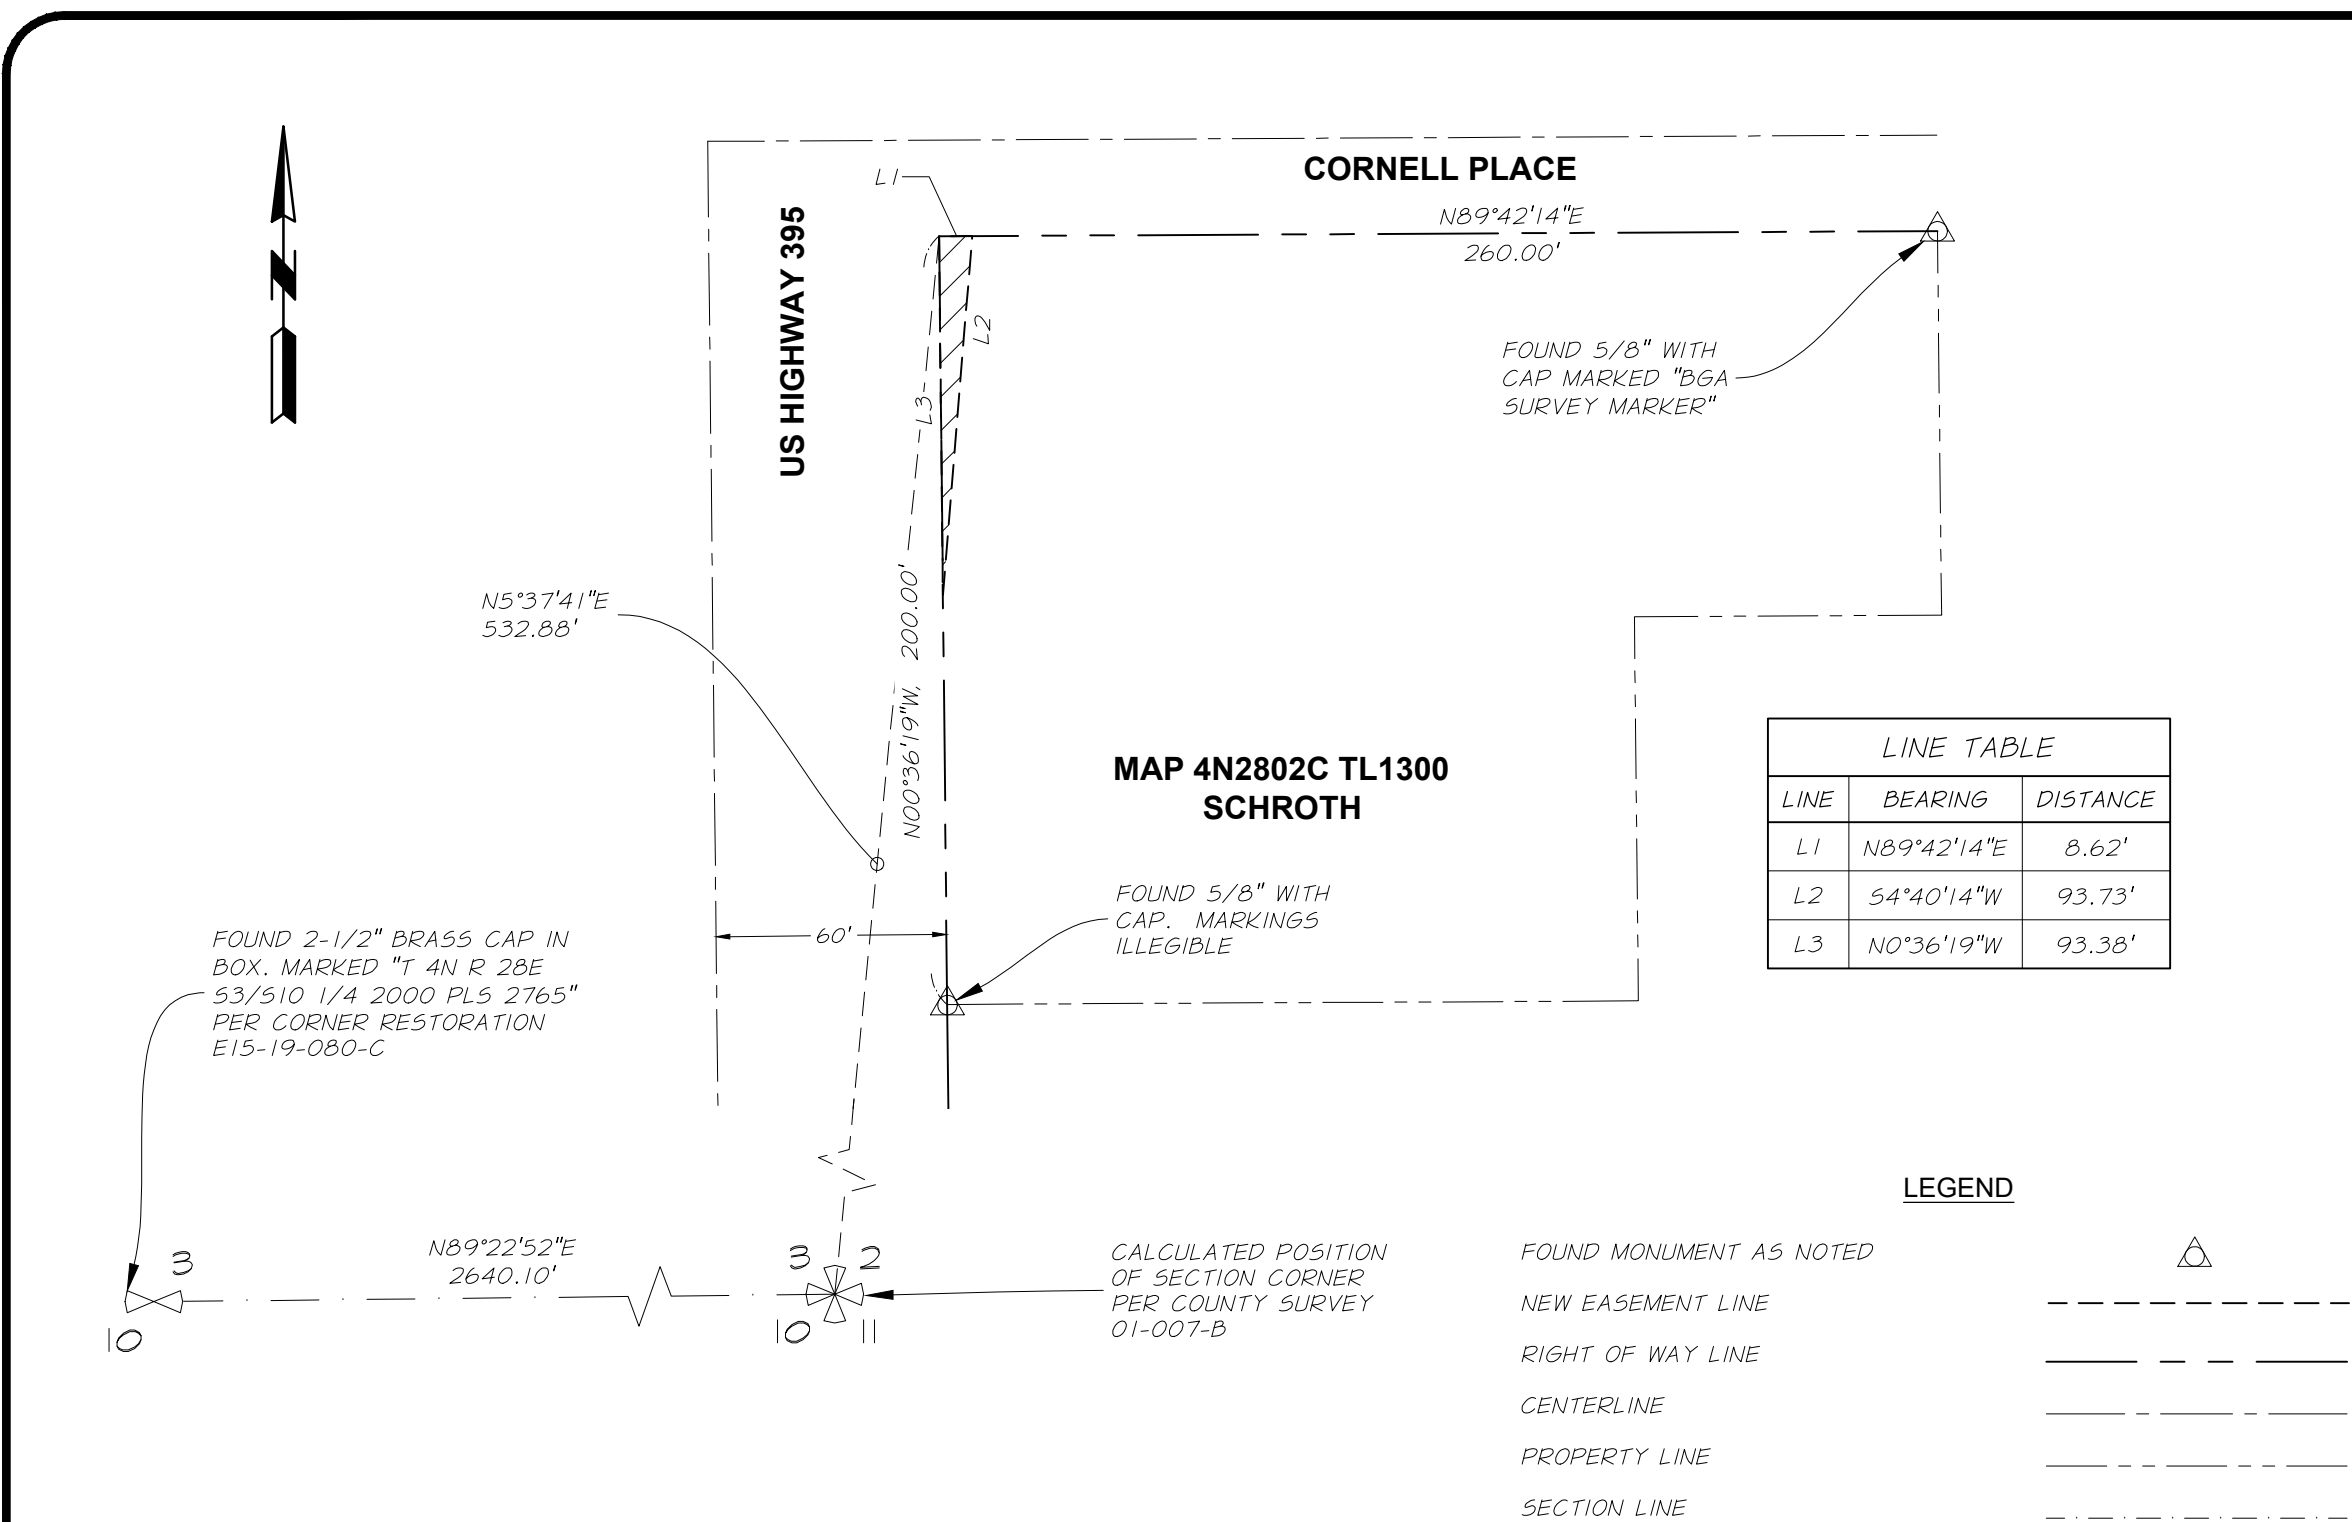 N
CORNELL PLACE
L1
N89°42'14"E
260.00'
US HIGHWAY 395
L2
L3
FOUND 5/8" WITH
CAP MARKED "BGA
SURVEY MARKER"
N5°37'41"E
532.88'
N00°36'19"W, 200.00'
MAP 4N2802C TL1300
SCHROTH
LINE TABLE
LINE BEARING DISTANCE
L1 N89°42'14"E 8.62'
L2 S4°40'14"W 93.73'
L3 N0°36'19"W 93.38'
FOUND 5/8" WITH
CAP. MARKINGS
ILLEGIBLE
60'
FOUND 2-1/2" BRASS CAP IN
BOX. MARKED "T 4N R 28E
S3/S10 1/4 2000 PLS 2765"
PER CORNER RESTORATION
E15-19-080-C
3
10
N89°22'52"E
2640.10'
3 2
10 11
CALCULATED POSITION
OF SECTION CORNER
PER COUNTY SURVEY
01-007-B
LEGEND
FOUND MONUMENT AS NOTED
NEW EASEMENT LINE
RIGHT OF WAY LINE
CENTERLINE
PROPERTY LINE
SECTION LINE